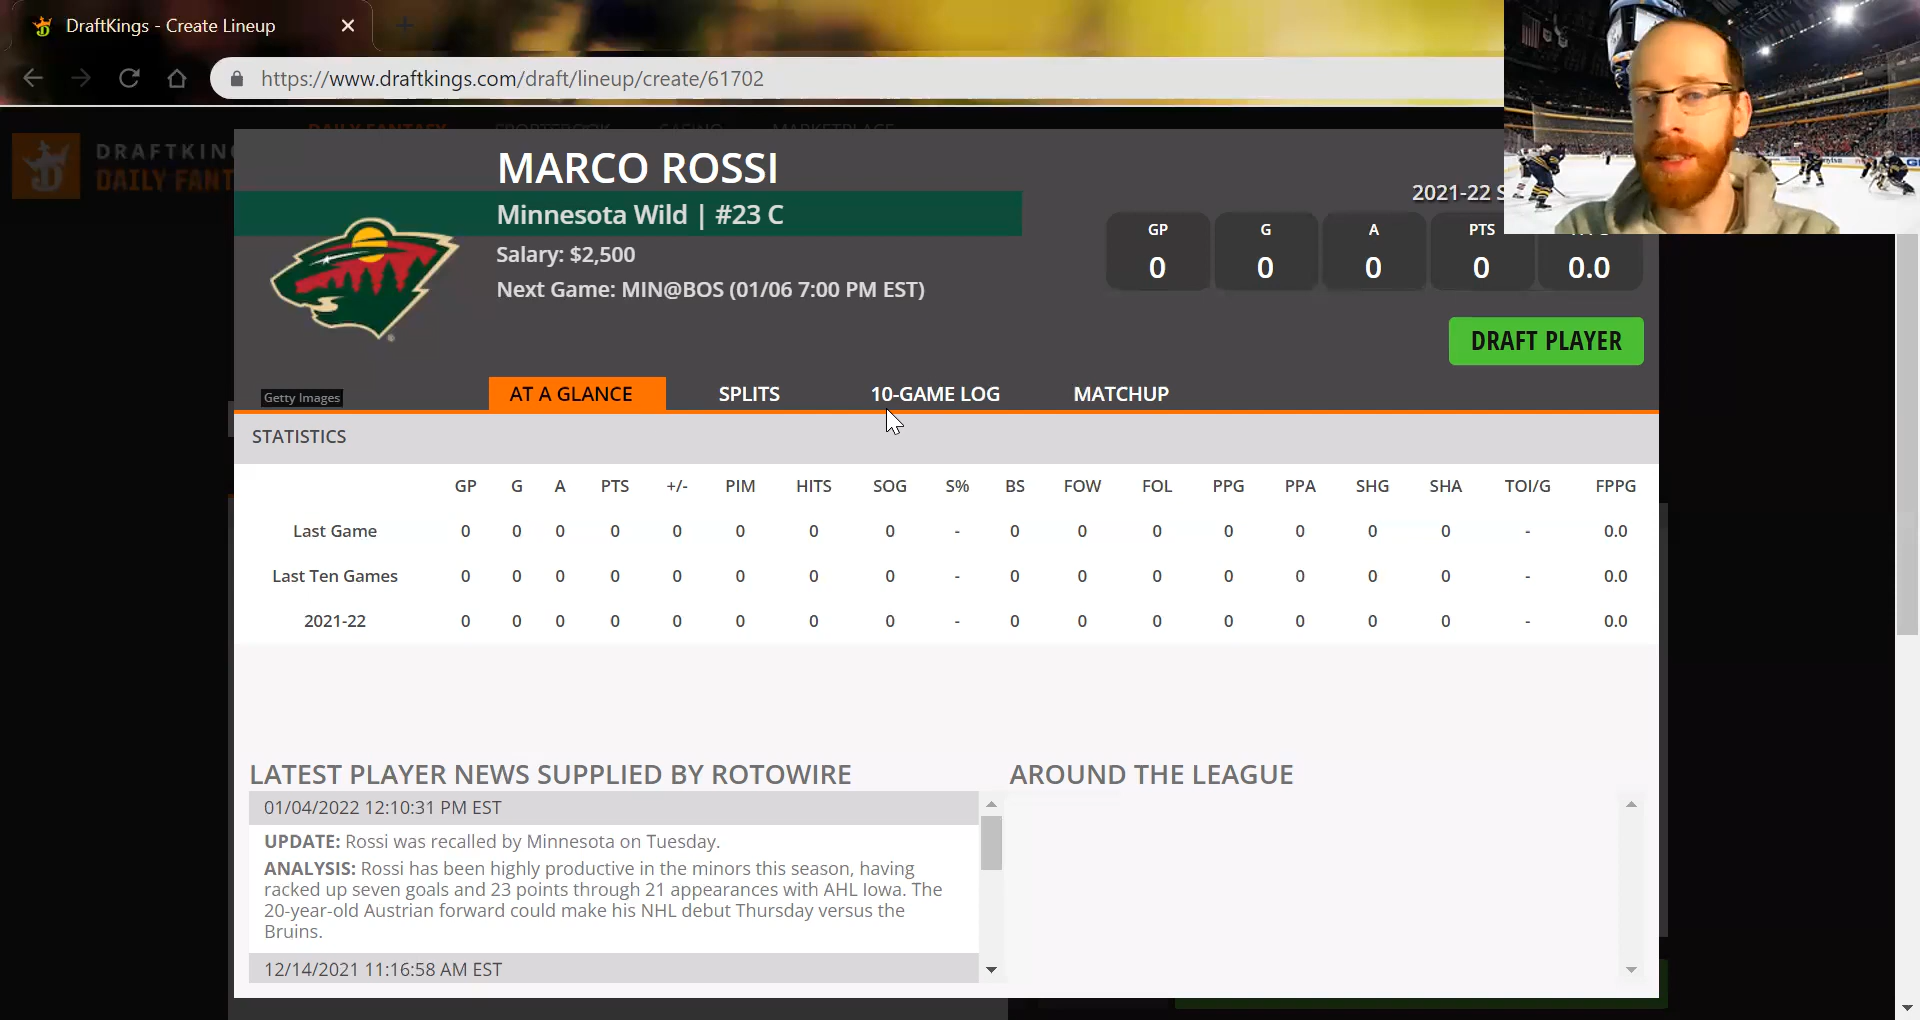 DraftKings - Create Lineup
https://www.draftkings.com/draft/lineup/create/61702
DAILY FANTASY SPORTSBOOK CASINO MARKETPLACE
DRAFTKIN
DAILY FANT
MARCO ROSSI
Minnesota Wild | #23 C
Salary: $2,500
Next Game: MIN@BOS (01/06 7:00 PM EST)
2021-22 S
GP G A PTS
0 0 0 0 0.0
DRAFT PLAYER
Getty Images
AT A GLANCE SPLITS 10-GAME LOG MATCHUP
STATISTICS
GP G A PTS +/- PIM HITS SOG S% BS FOW FOL PPG PPA SHG SHA TOI/G FPPG
Last Game 0 0 0 0 0 0 0 0 - 0 0 0 0 0 0 0 - 0.0
Last Ten Games 0 0 0 0 0 0 0 0 - 0 0 0 0 0 0 0 - 0.0
2021-22 0 0 0 0 0 0 0 0 - 0 0 0 0 0 0 0 - 0.0
LATEST PLAYER NEWS SUPPLIED BY ROTOWIRE
AROUND THE LEAGUE
01/04/2022 12:10:31 PM EST
UPDATE: Rossi was recalled by Minnesota on Tuesday.
ANALYSIS: Rossi has been highly productive in the minors this season, having
racked up seven goals and 23 points through 21 appearances with AHL Iowa. The
20-year-old Austrian forward could make his NHL debut Thursday versus the
Bruins.
12/14/2021 11:16:58 AM EST